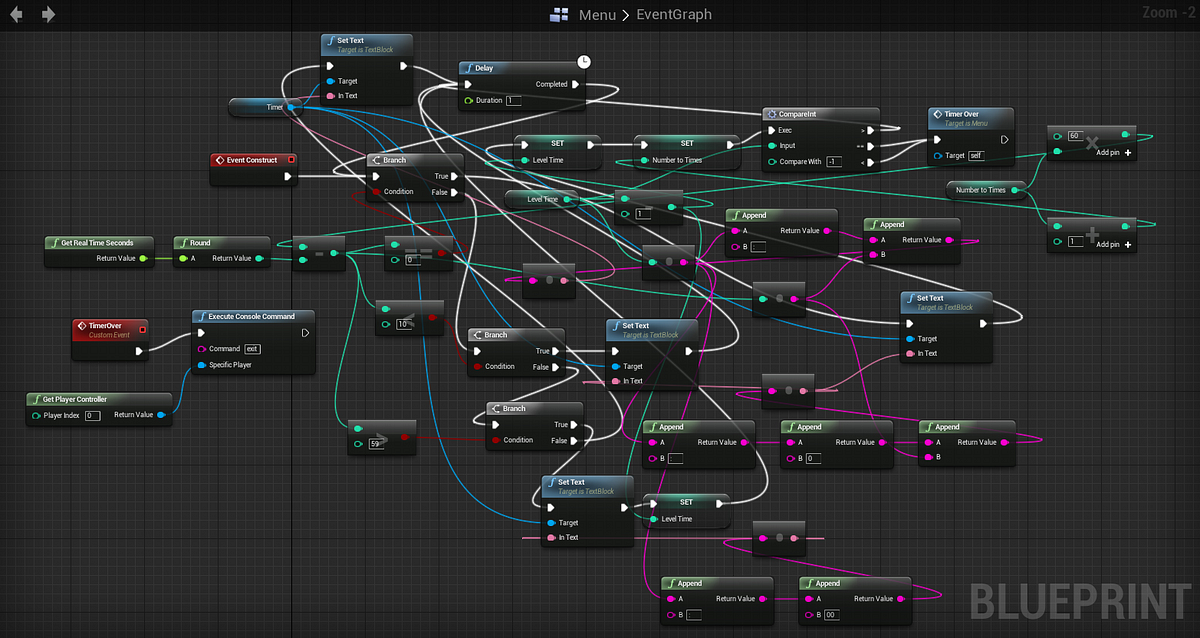 Menu > EventGraph
Zoom -2
Set Text
Target is TextBlock
Target
In Text
Timer
Delay
Completed
Duration 1
CompareInt
Exec >
Input ==
Compare With -1 <
Timer Over
Target is Menu
Target self
60
Add pin +
SET
Level Time
SET
Number to Times
Event Construct
Branch
True
Condition False
Level Time
1
Number to Times
1
Add pin +
Get Real Time Seconds
Return Value
Round
A Return Value
-
0 ==
Append
A Return Value
B
Append
A Return Value
B
10 <
TimerOver
Custom Event
Execute Console Command
Command exit
Specific Player
Branch
True
Condition False
Set Text
Target is TextBlock
Target
In Text
Set Text
Target is TextBlock
Target
In Text
Get Player Controller
Player Index 0 Return Value
59 >
Branch
True
Condition False
Append
A Return Value
B :
Append
A Return Value
B 0
Append
A Return Value
B
Set Text
Target is TextBlock
Target
In Text
SET
Level Time
Append
A Return Value
B :
Append
A Return Value
B 00
BLUEPRINT